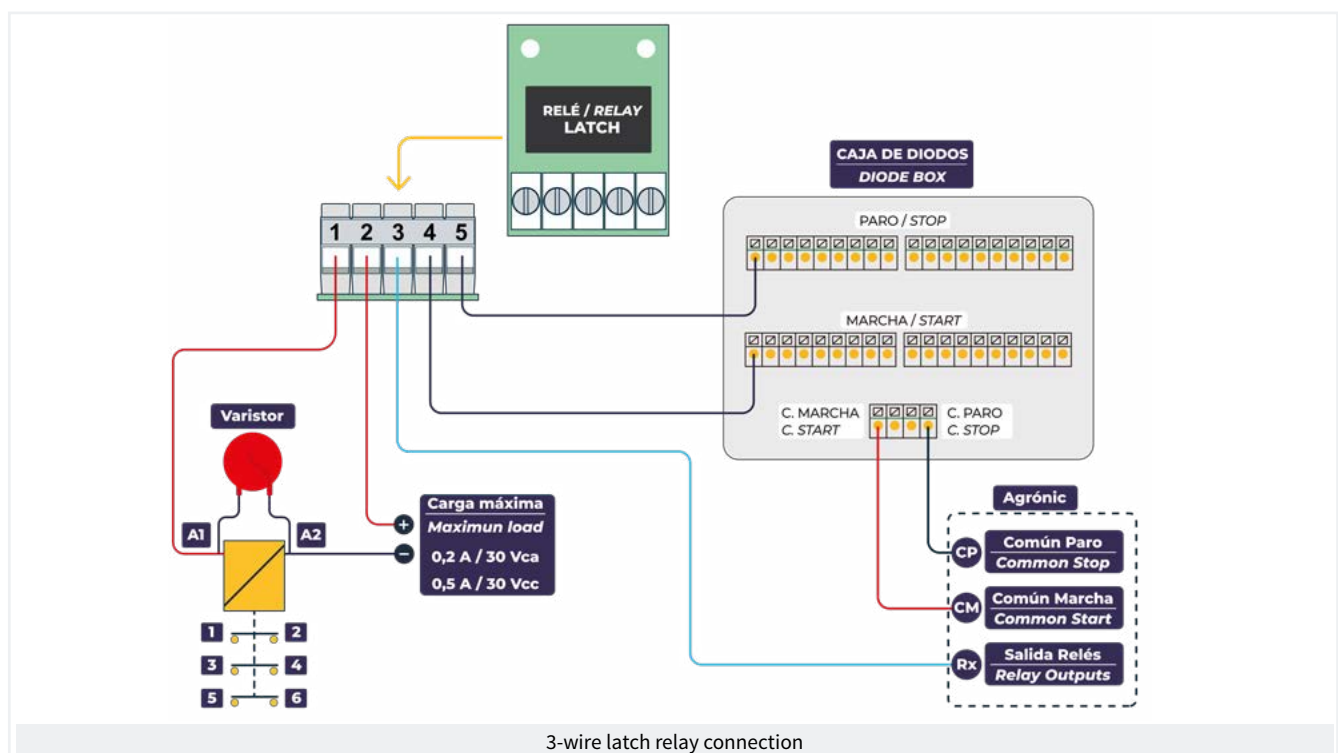 RELÉ / RELAY
LATCH
CAJA DE DIODOS
DIODE BOX
PARO / STOP
1 2 3 4 5
MARCHA / START
C. MARCHA
C. START
C. PARO
C. STOP
Varistor
A1
A2
+
Carga máxima
Maximun load
-
0,2 A / 30 Vca
0,5 A / 30 Vcc
Agrónic
CP
Común Paro
Common Stop
CM
Común Marcha
Common Start
Rx
Salida Relés
Relay Outputs
1 2
3 4
5 6
3-wire latch relay connection